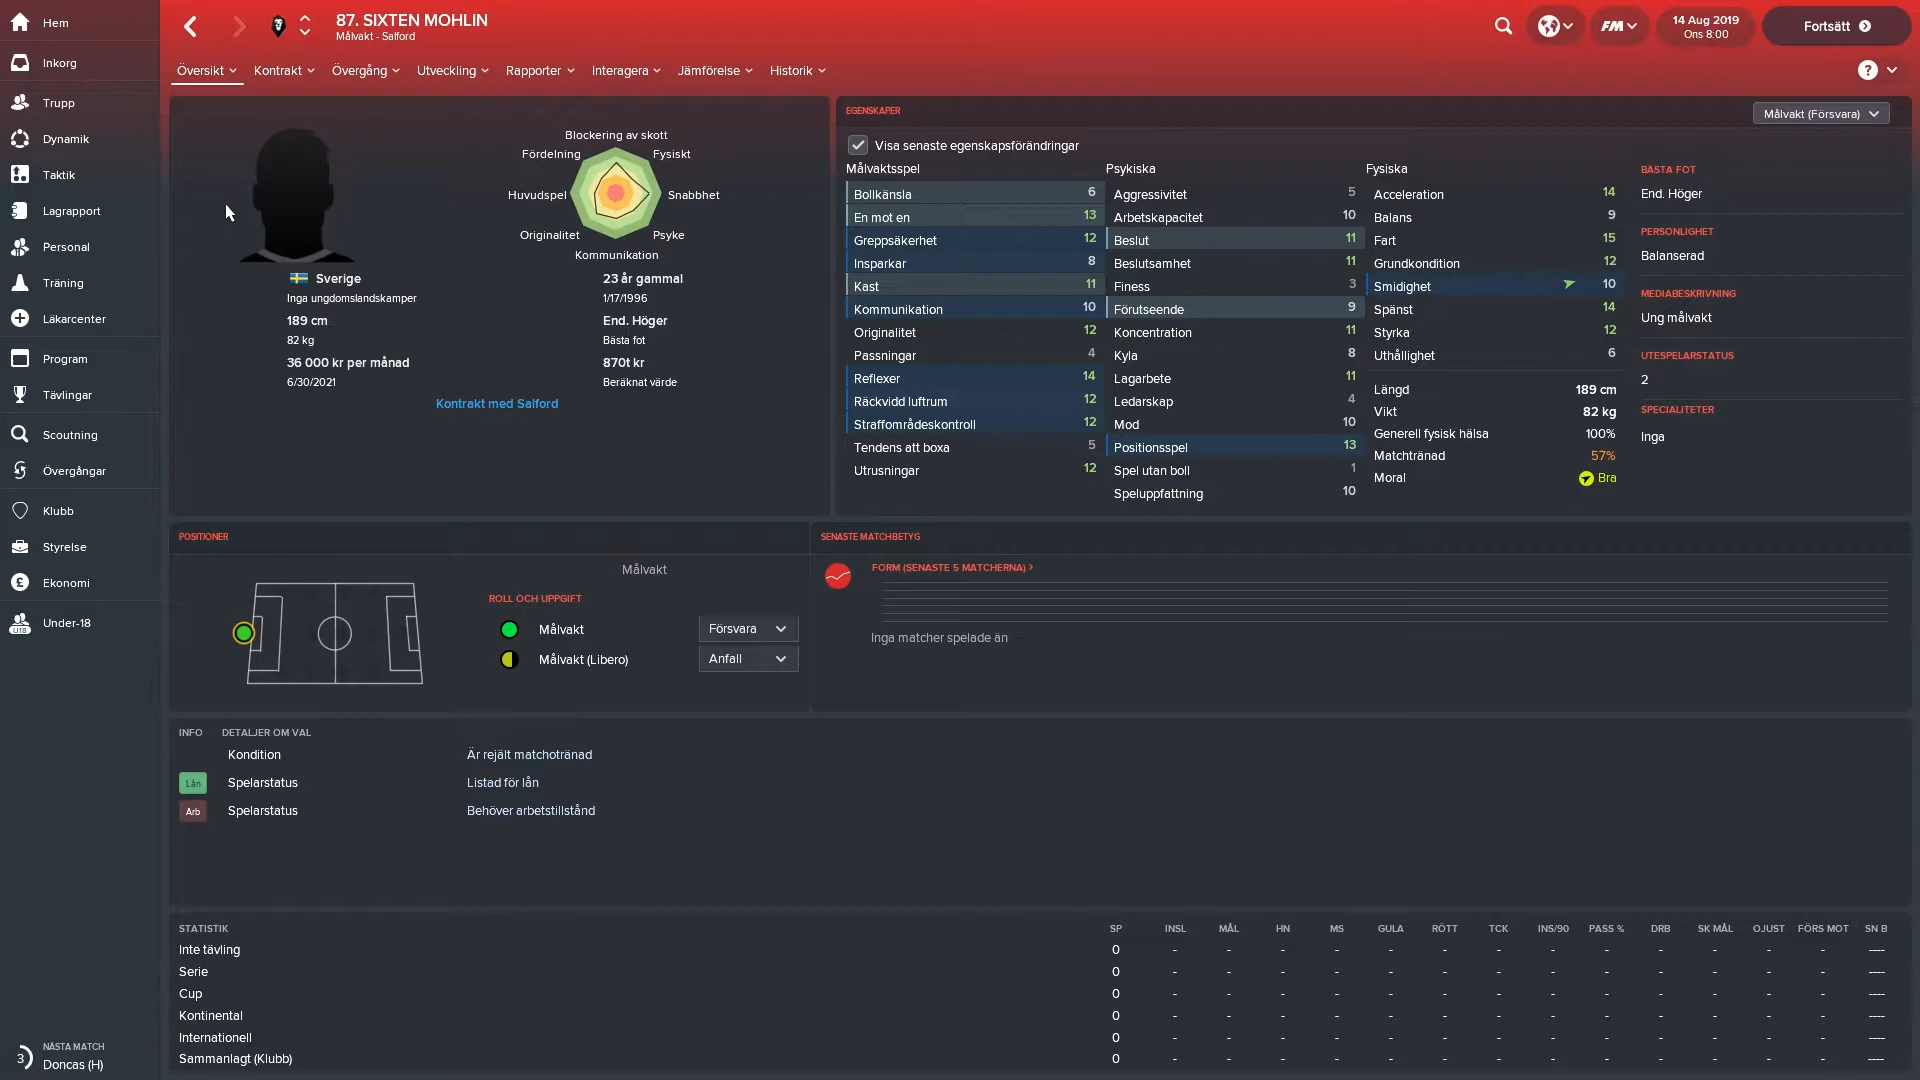 Hem
Inkorg
Trupp
Dynamik
Taktik
Lagrapport
Personal
Träning
Läkarcenter
Program
Tävlingar
Scoutning
Övergångar
Klubb
Styrelse
Ekonomi
U18
Under-18
3
NÄSTA MATCH
Doncas (H)
87. SIXTEN MOHLIN
Målvakt - Salford
FM
14 Aug 2019
Ons 8:00
Fortsätt
Översikt
Kontrakt
Övergång
Utveckling
Rapporter
Interagera
Jämförelse
Historik
?
Blockering av skott
Fördelning
Fysiskt
Huvudspel
Snabbhet
Originalitet
Psyke
Kommunikation
Sverige
Inga ungdomslandskamper
189 cm
82 kg
36 000 kr per månad
6/30/2021
23 år gammal
1/17/1996
End. Höger
Bästa fot
870t kr
Beräknat värde
Kontrakt med Salford
EGENSKAPER
Målvakt (Försvara)
Visa senaste egenskapsförändringar
Målvaktsspel
Bollkänsla 6
En mot en 13
Greppsäkerhet 12
Insparkar 8
Kast 11
Kommunikation 10
Originalitet 12
Passningar 4
Reflexer 14
Räckvidd luftrum 12
Straffområdeskontroll 12
Tendens att boxa 5
Utrusningar 12
Psykiska
Aggressivitet 5
Arbetskapacitet 10
Beslut 11
Beslutsamhet 11
Finess 3
Förutseende 9
Koncentration 11
Kyla 8
Lagarbete 11
Ledarskap 4
Mod 10
Positionsspel 13
Spel utan boll 1
Speluppfattning 10
Fysiska
Acceleration 14
Balans 9
Fart 15
Grundkondition 12
Smidighet 10
Spänst 14
Styrka 12
Uthållighet 6
Längd 189 cm
Vikt 82 kg
Generell fysisk hälsa 100%
Matchtränad 57%
Moral Bra
BÄSTA FOT
End. Höger
PERSONLIGHET
Balanserad
MEDIABESKRIVNING
Ung målvakt
UTESPELARSTATUS
2
SPECIALITETER
Inga
POSITIONER
Målvakt
ROLL OCH UPPGIFT
Målvakt Försvara
Målvakt (Libero) Anfall
SENASTE MATCHBETYG
FORM (SENASTE 5 MATCHERNA) >
Inga matcher spelade än
INFO DETALJER OM VAL
Kondition Är rejält matchotränad
Lån Spelarstatus Listad för lån
Arb Spelarstatus Behöver arbetstillstånd
STATISTIK SP INSL MÅL HN MS GULA RÖTT TCK INS/90 PASS % DRB SK MÅL OJUST FÖRS MOT SN B
Inte tävling 0 - - - - - - - - - - - - - ----
Serie 0 - - - - - - - - - - - - - ----
Cup 0 - - - - - - - - - - - - - ----
Kontinental 0 - - - - - - - - - - - - - ----
Internationell 0 - - - - - - - - - - - - - ----
Sammanlagt (Klubb) 0 - - - - - - - - - - - - - ----